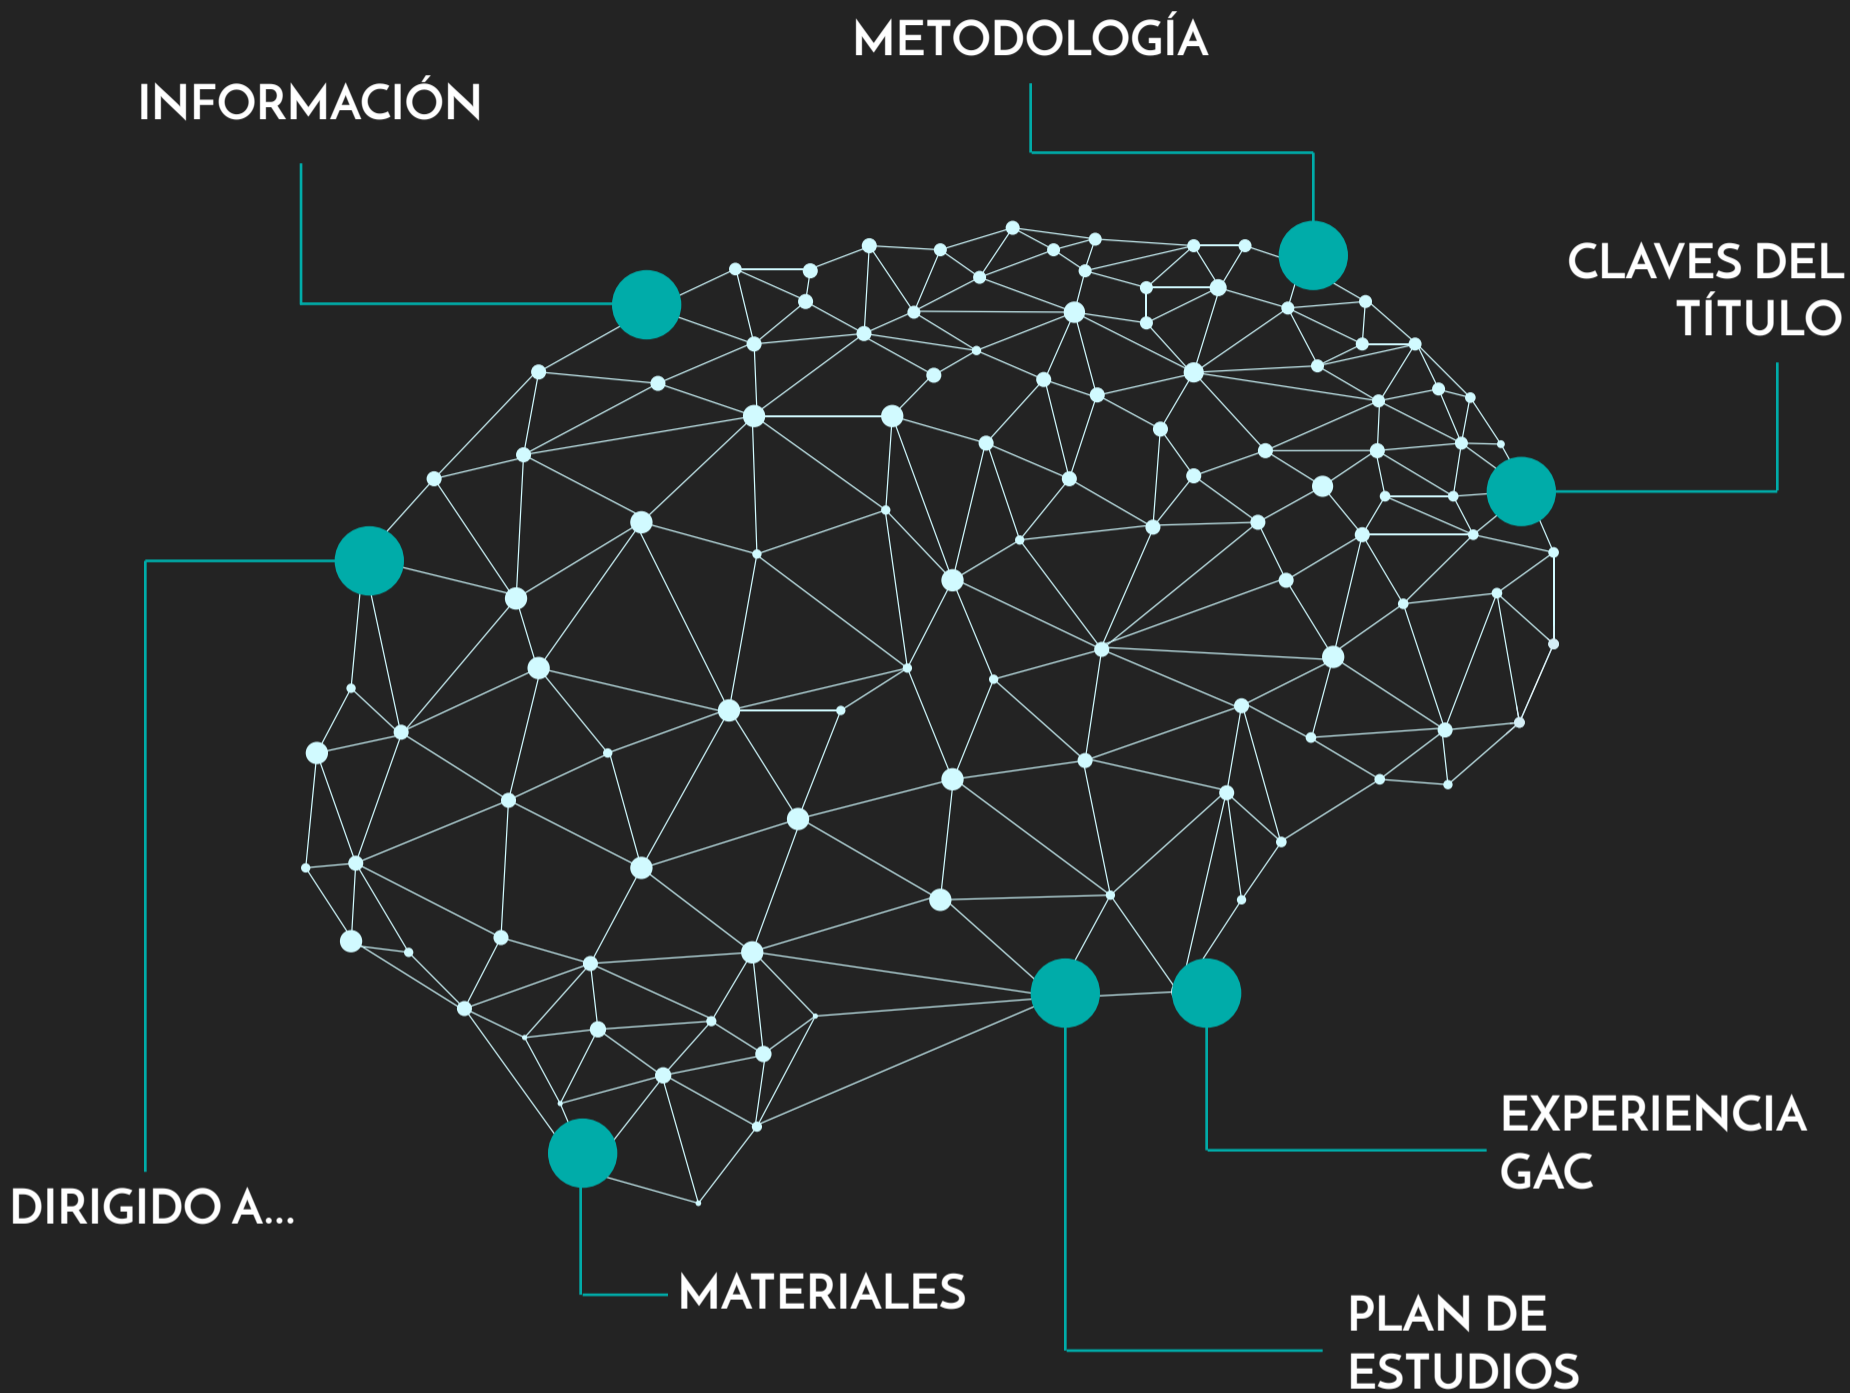 METODOLOGÍA
INFORMACIÓN
CLAVES DEL
TÍTULO
EXPERIENCIA
GAC
DIRIGIDO A...
MATERIALES
PLAN DE
ESTUDIOS